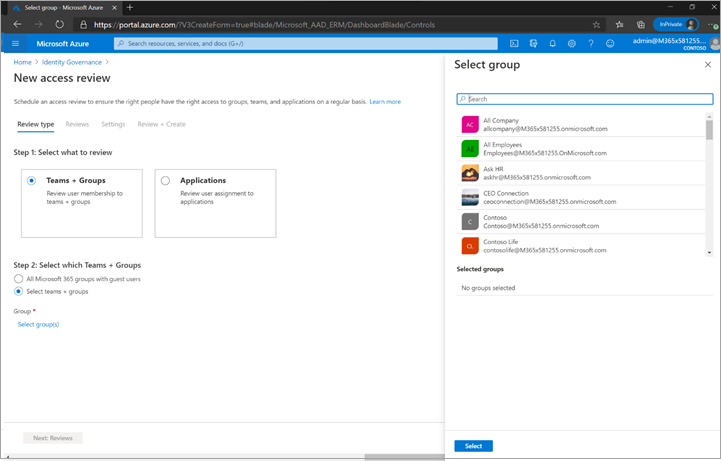 Select group - Microsoft Azure
https://portal.azure.com/?V3CreateForm=true#blade/Microsoft_AAD_ERM/DashboardBlade/Controls
InPrivate
Microsoft Azure
Search resources, services, and docs (G+/)
admin@M365x581255....
CONTOSO
Home > Identity Governance >
New access review
Schedule an access review to ensure the right people have the right access to groups, teams, and applications on a regular basis. Learn more
Review type Reviews Settings Review + Create
Step 1: Select what to review
Teams + Groups
Review user membership to
teams + groups
Applications
Review user assignment to
applications
Step 2: Select which Teams + Groups
All Microsoft 365 groups with guest users
Select teams + groups
Group *
Select group(s)
Next: Reviews
Select group
Search
AC
All Company
allcompany@M365x581255.onmicrosoft.com
AE
All Employees
Employees@M365x581255.OnMicrosoft.com
Ask HR
askhr@M365x581255.onmicrosoft.com
CEO Connection
ceoconnection@M365x581255.onmicrosoft.com
C
Contoso
Contoso@M365x581255.onmicrosoft.com
CL
Contoso Life
contosolife@M365x581255.onmicrosoft.com
Selected groups
No groups selected
Select